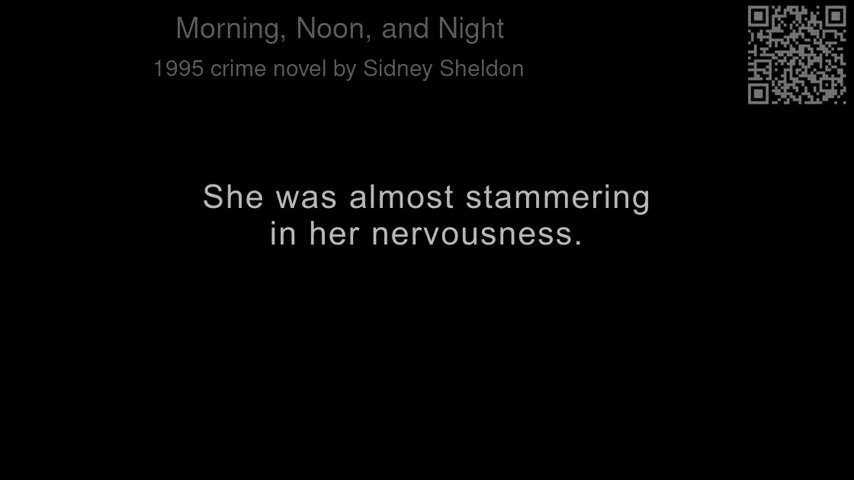 Morning, Noon, and Night
1995 crime novel by Sidney Sheldon
She was almost stammering
in her nervousness.